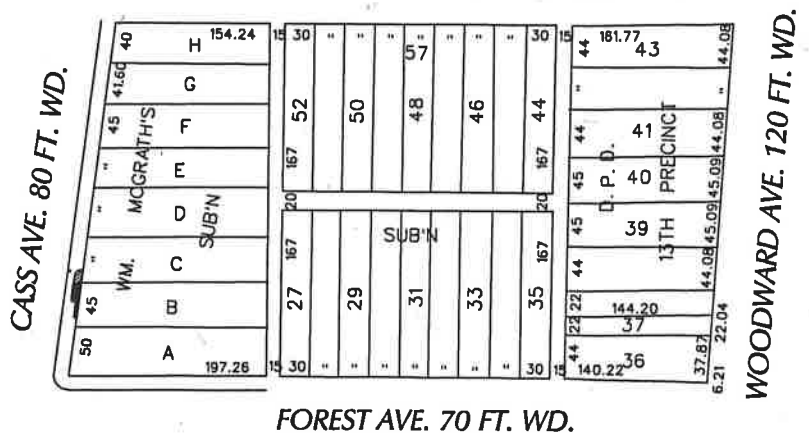 CASS AVE. 80 FT. WD.
40 H 154.24
41.60 G
45 F
" E
" D
" C
45 B
50 A 197.26
WM. MCGRATH'S SUB'N
15 30 " " " " " " " 30 15
57
52 50 48 46 44
167 167
20 20
SUB'N
167 167
27 29 31 33 35
15 30 " " " " " " " 30 15
44 181.77 43 44.08
" "
44 41 44.08
45 40 45.09
45 39 45.09
44 44.08
22 144.20
22 37 22.04
44 140.22 36 37.87
6.21
D. P. D.
13TH PRECINCT
WOODWARD AVE. 120 FT. WD.
FOREST AVE. 70 FT. WD.